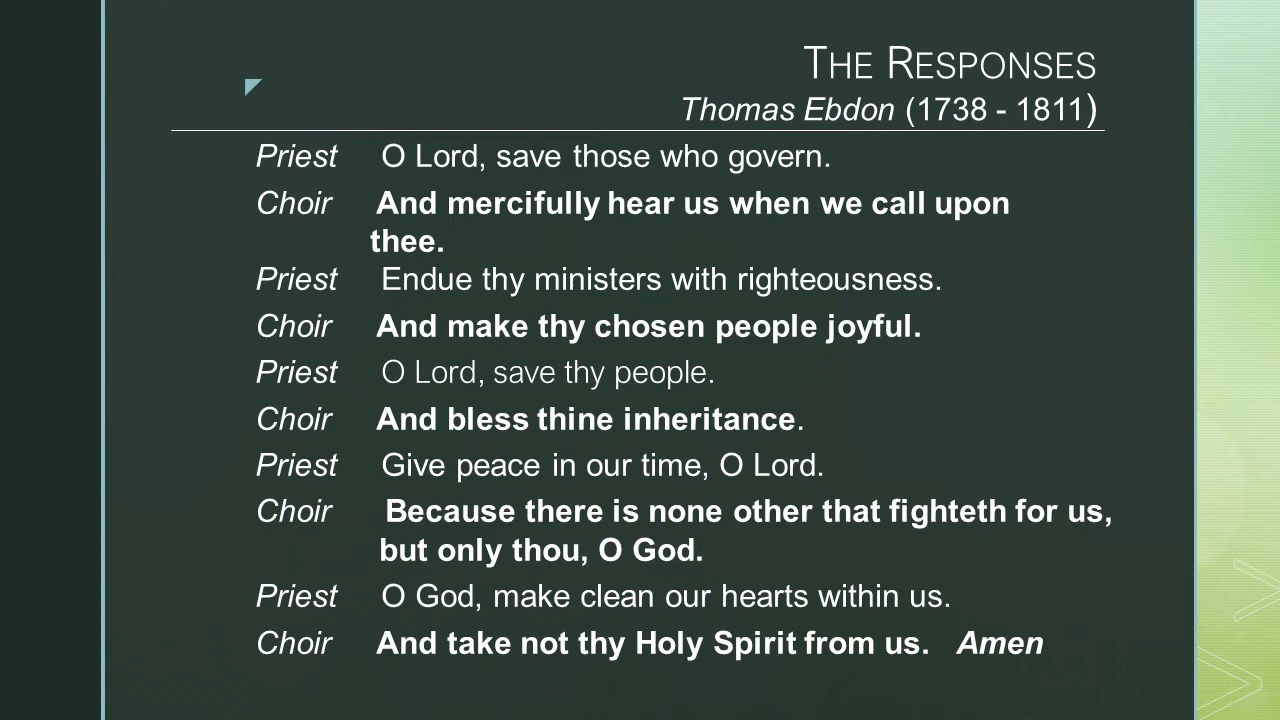 THE RESPONSES
Thomas Ebdon (1738 - 1811)
Priest O Lord, save those who govern.
Choir And mercifully hear us when we call upon
thee.
Priest Endue thy ministers with righteousness.
Choir And make thy chosen people joyful.
Priest O Lord, save thy people.
Choir And bless thine inheritance.
Priest Give peace in our time, O Lord.
Choir Because there is none other that fighteth for us,
but only thou, O God.
Priest O God, make clean our hearts within us.
Choir And take not thy Holy Spirit from us. Amen